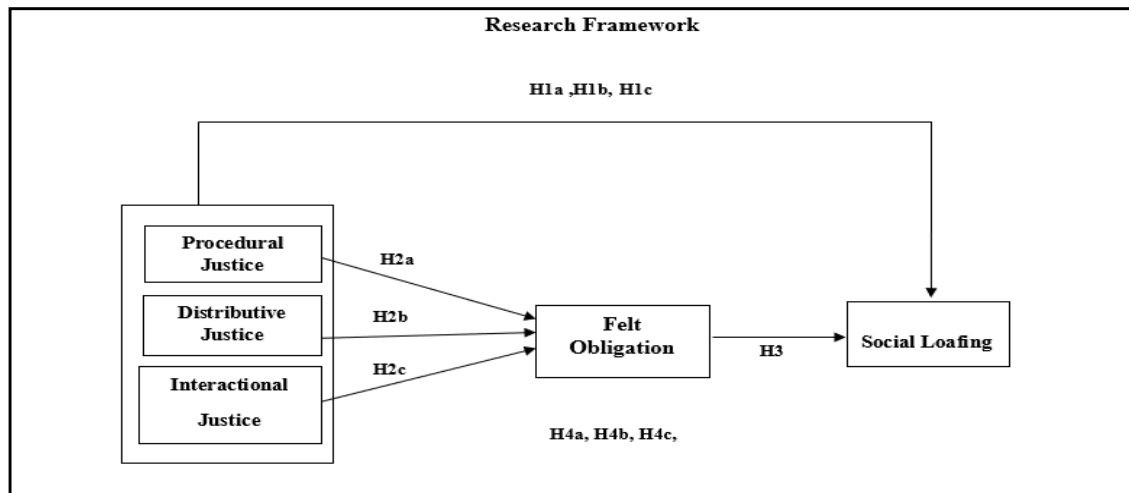 Research Framework
H1a ,H1b, H1c
Procedural
Justice
H2a
Distributive
Justice
H2b
Interactional
Justice
H2c
Felt
Obligation
H3
Social Loafing
H4a, H4b, H4c,